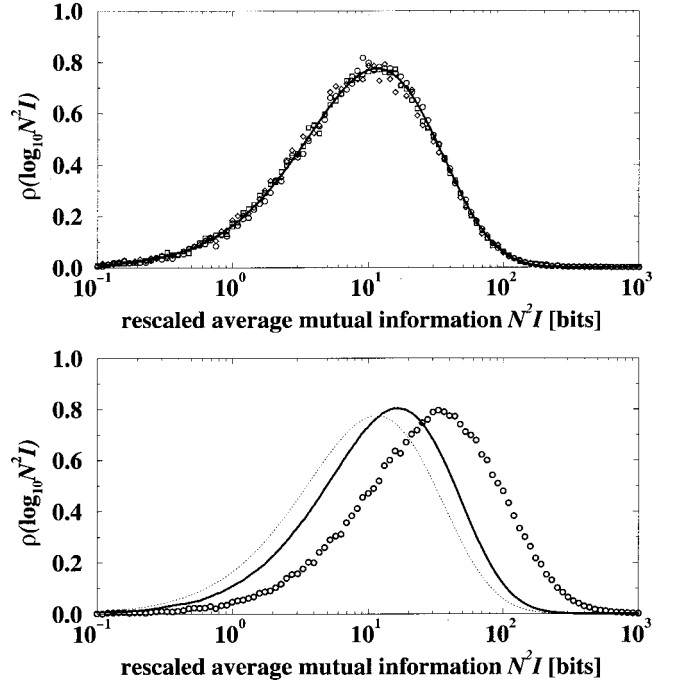 1.0
0.8
0.6
0.4
0.2
0.0
ρ(log₁₀N²I)
10⁻¹ 10⁰ 10¹ 10² 10³
rescaled average mutual information N²I [bits]
1.0
0.8
0.6
0.4
0.2
0.0
ρ(log₁₀N²I)
10⁻¹ 10⁰ 10¹ 10² 10³
rescaled average mutual information N²I [bits]